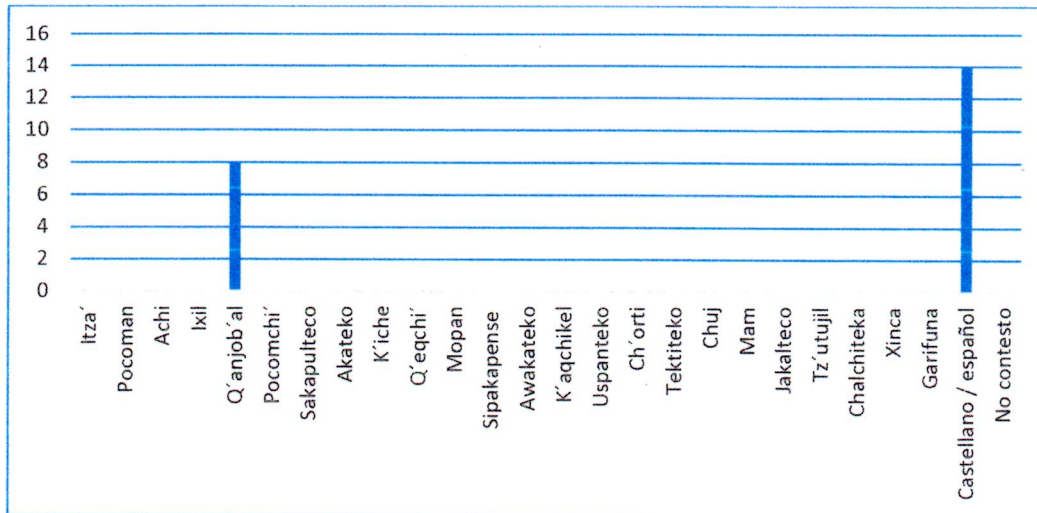 16
14
12
10
8
6
4
2
0
Itza´
Pocoman
Achi
Ixil
Q´anjob´al
Pocomchi´
Sakapulteco
Akateko
K´iche
Q´eqchi´
Mopan
Sipakapense
Awakateko
K´aqchikel
Uspanteko
Ch´orti
Tektiteko
Chuj
Mam
Jakalteco
Tz´utujil
Chalchiteka
Xinca
Garifuna
Castellano / español
No contesto